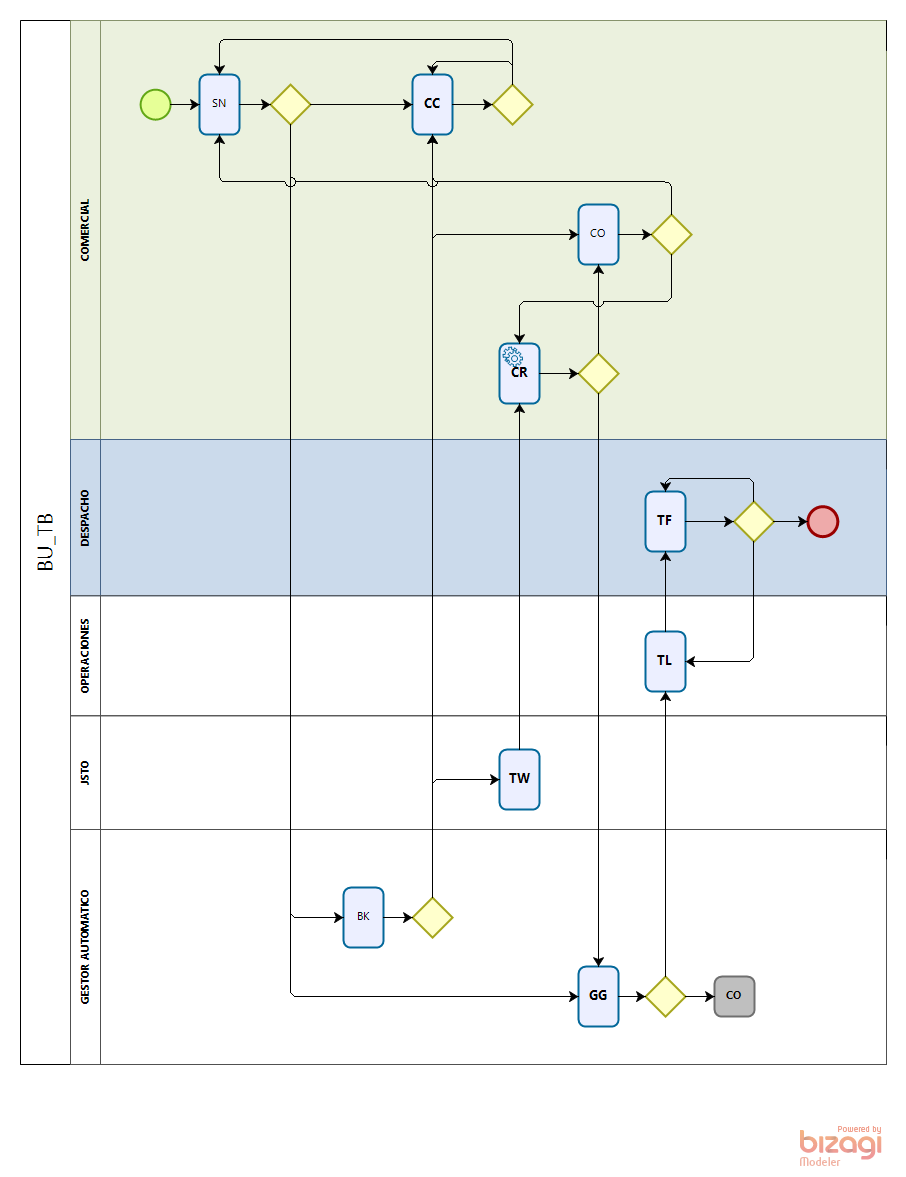 BU_TB
COMERCIAL
SN
CC
CO
CR
DESPACHO
TF
OPERACIONES
TL
JSTO
TW
GESTOR AUTOMATICO
BK
GG
CO
Powered by
bizagi
Modeler